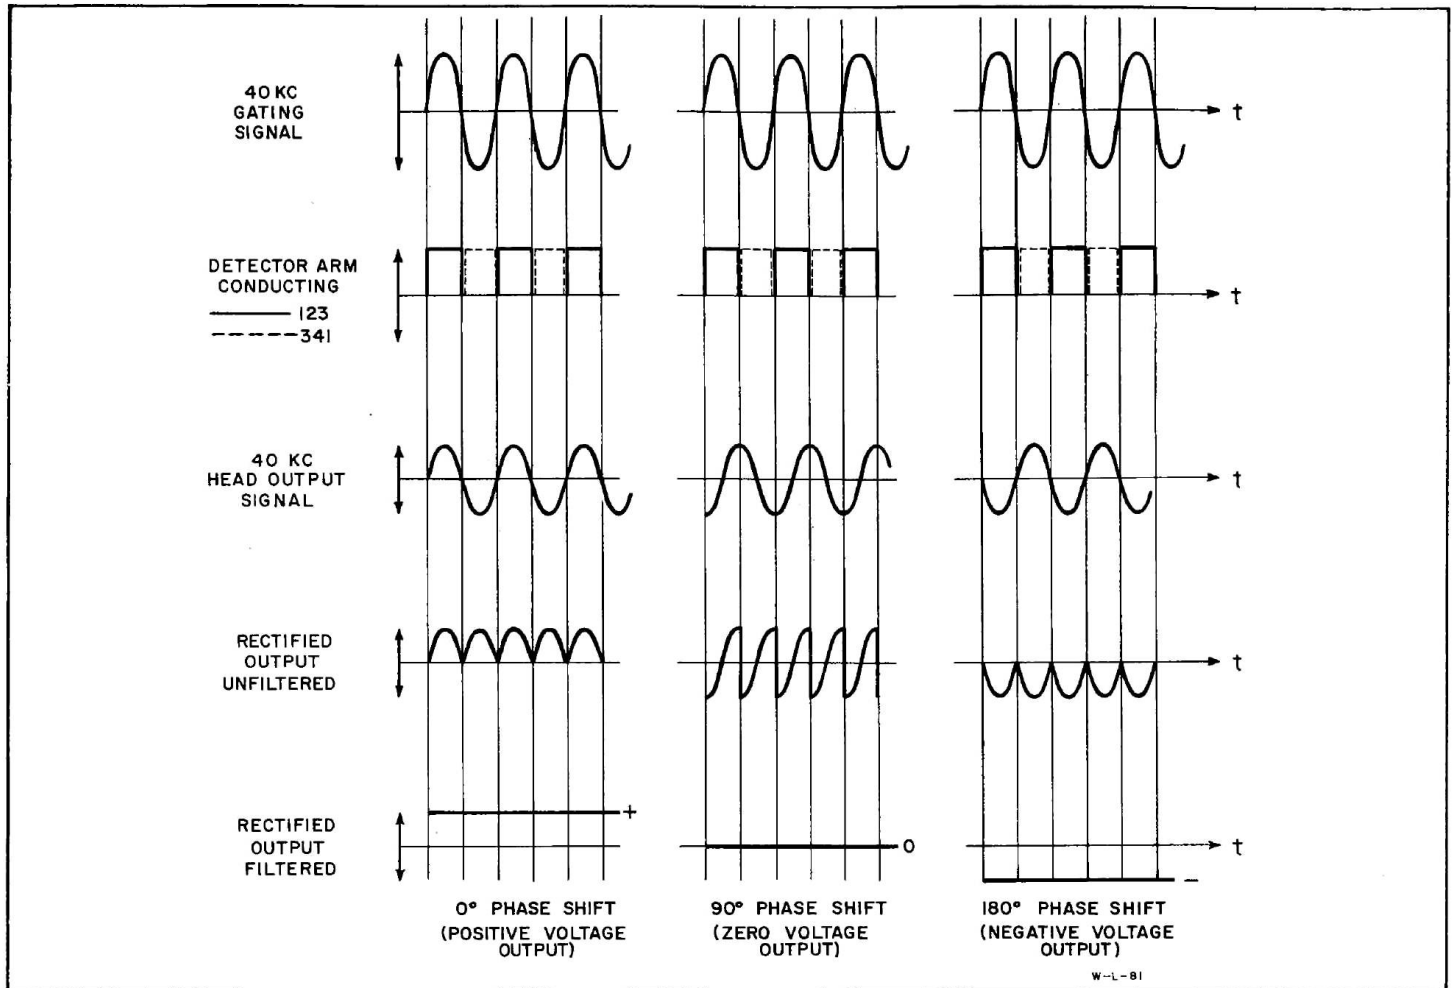 40 KC
GATING
SIGNAL
t
DETECTOR ARM
CONDUCTING
123
341
t
40 KC
HEAD OUTPUT
SIGNAL
t
RECTIFIED
OUTPUT
UNFILTERED
t
RECTIFIED
OUTPUT
FILTERED
+
0
-
t
0° PHASE SHIFT
(POSITIVE VOLTAGE
OUTPUT)
90° PHASE SHIFT
(ZERO VOLTAGE
OUTPUT)
180° PHASE SHIFT
(NEGATIVE VOLTAGE
OUTPUT)
W-L-81